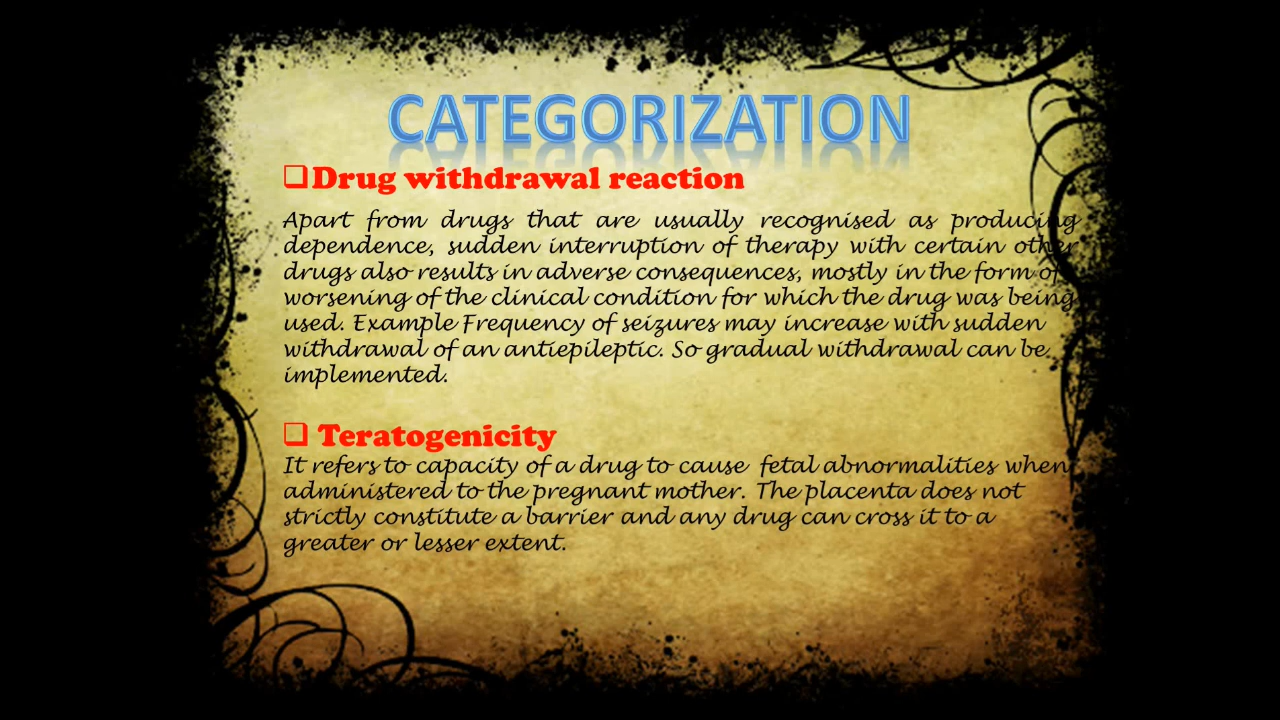 CATEGORIZATION
Drug withdrawal reaction
Apart from drugs that are usually recognised as producing
dependence, sudden interruption of therapy with certain other
drugs also results in adverse consequences, mostly in the form of
worsening of the clinical condition for which the drug was being
used. Example Frequency of seizures may increase with sudden
withdrawal of an antiepileptic. So gradual withdrawal can be
implemented.
Teratogenicity
It refers to capacity of a drug to cause fetal abnormalities when
administered to the pregnant mother. The placenta does not
strictly constitute a barrier and any drug can cross it to a
greater or lesser extent.